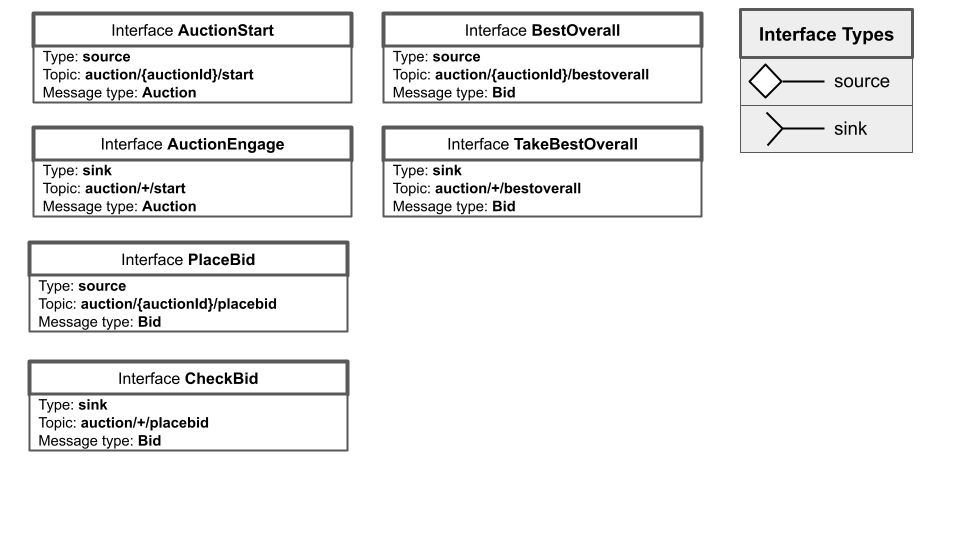 Interface AuctionStart
Type: source
Topic: auction/{auctionId}/start
Message type: Auction
Interface BestOverall
Type: source
Topic: auction/{auctionId}/bestoverall
Message type: Bid
Interface Types
source
sink
Interface AuctionEngage
Type: sink
Topic: auction/+/start
Message type: Auction
Interface TakeBestOverall
Type: sink
Topic: auction/+/bestoverall
Message type: Bid
Interface PlaceBid
Type: source
Topic: auction/{auctionId}/placebid
Message type: Bid
Interface CheckBid
Type: sink
Topic: auction/+/placebid
Message type: Bid